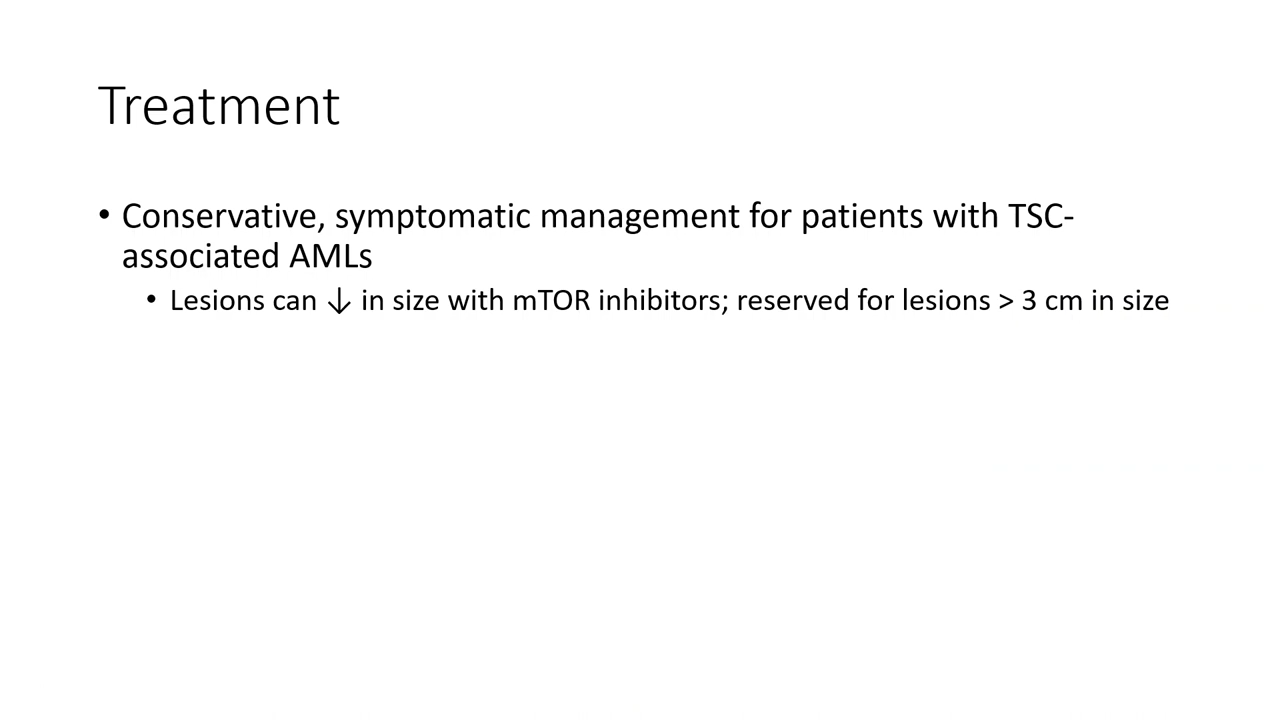 Treatment
• Conservative, symptomatic management for patients with TSC-
associated AMLs
• Lesions can ↓ in size with mTOR inhibitors; reserved for lesions > 3 cm in size